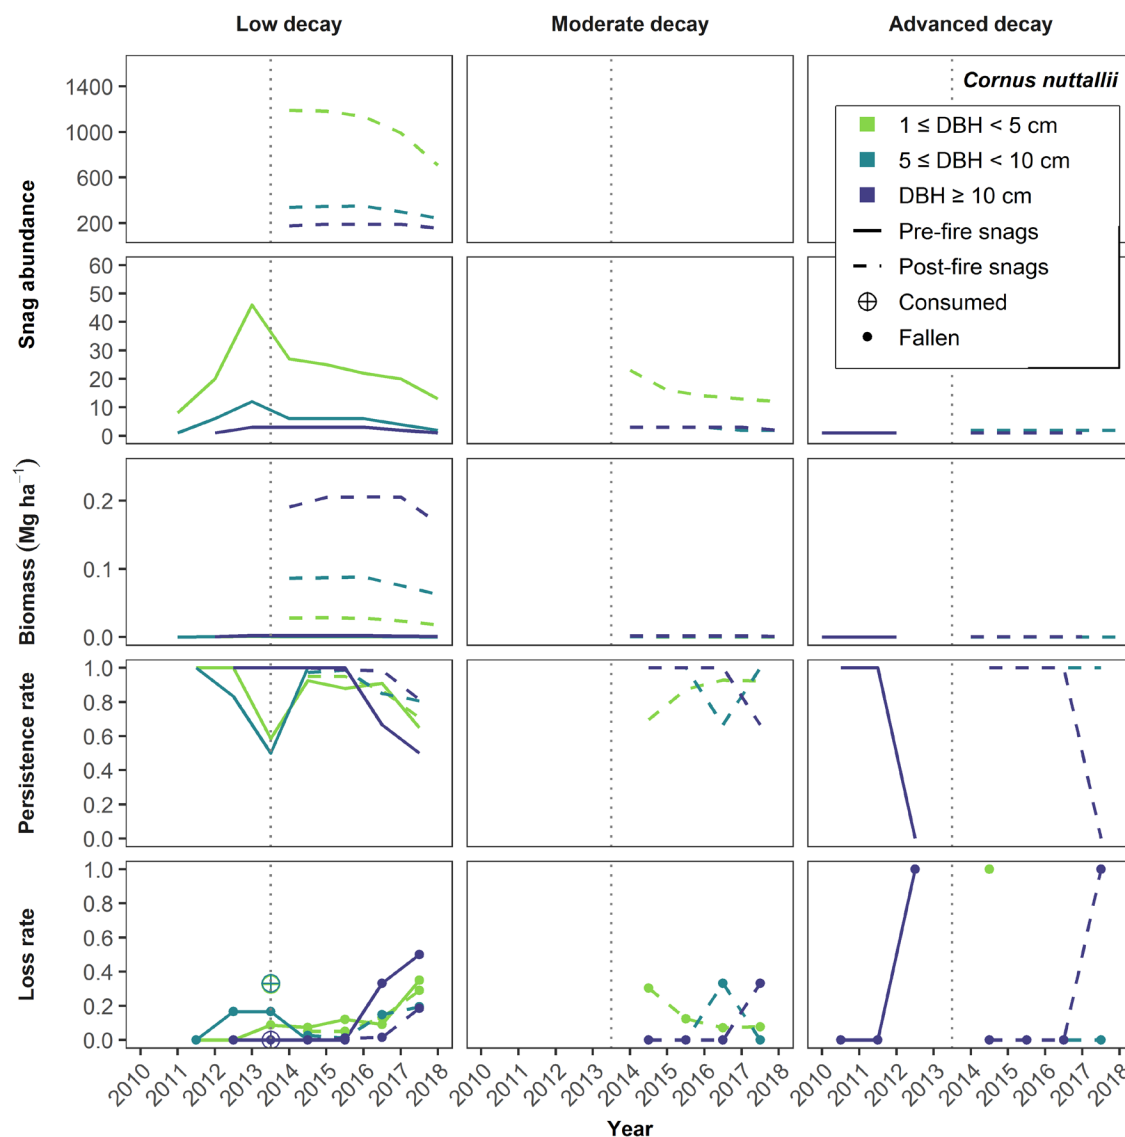 Low decay
Moderate decay
Advanced decay
Snag abundance
1400
1000
600
200
Cornus nuttallii
1 ≤ DBH < 5 cm
5 ≤ DBH < 10 cm
DBH ≥ 10 cm
Pre-fire snags
Post-fire snags
Consumed
Fallen
60
50
40
30
20
10
0
Biomass (Mg ha⁻¹)
0.2
0.1
0.0
Persistence rate
1.0
0.8
0.6
0.4
0.2
0.0
Loss rate
1.0
0.8
0.6
0.4
0.2
0.0
2010 2011 2012 2013 2014 2015 2016 2017 2018
2010 2011 2012 2013 2014 2015 2016 2017 2018
2010 2011 2012 2013 2014 2015 2016 2017 2018
Year